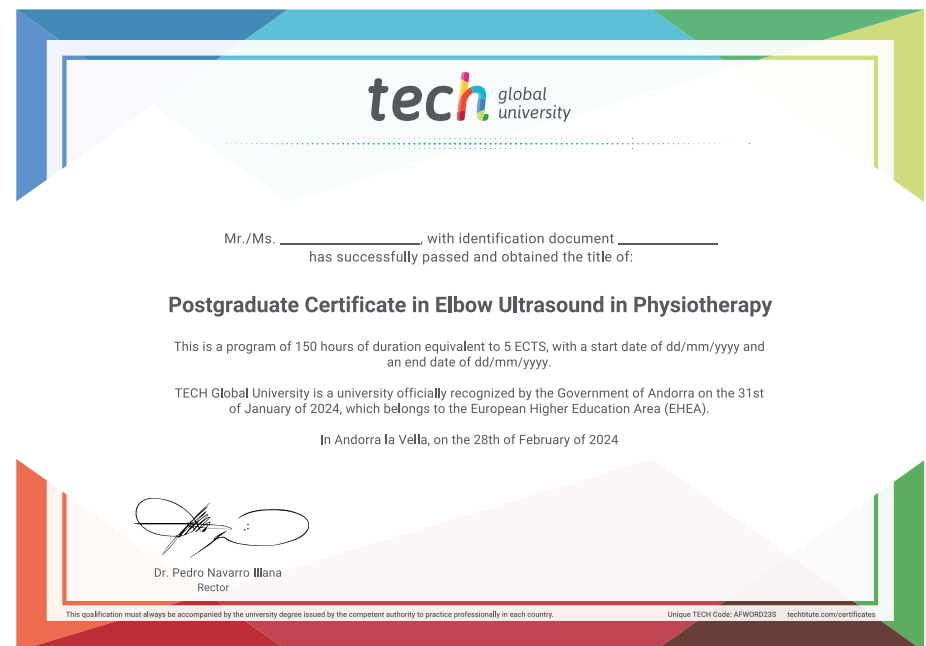 tech global
university
Mr./Ms. ____________, with identification document ____________
has successfully passed and obtained the title of:
Postgraduate Certificate in Elbow Ultrasound in Physiotherapy
This is a program of 150 hours of duration equivalent to 5 ECTS, with a start date of dd/mm/yyyy and
an end date of dd/mm/yyyy.
TECH Global University is a university officially recognized by the Government of Andorra on the 31st
of January of 2024, which belongs to the European Higher Education Area (EHEA).
In Andorra la Vella, on the 28th of February of 2024
Dr. Pedro Navarro Illana
Rector
This qualification must always be accompanied by the university degree issued by the competent authority to practice professionally in each country.
Unique TECH Code: AFWORD23S techtitute.com/certificates